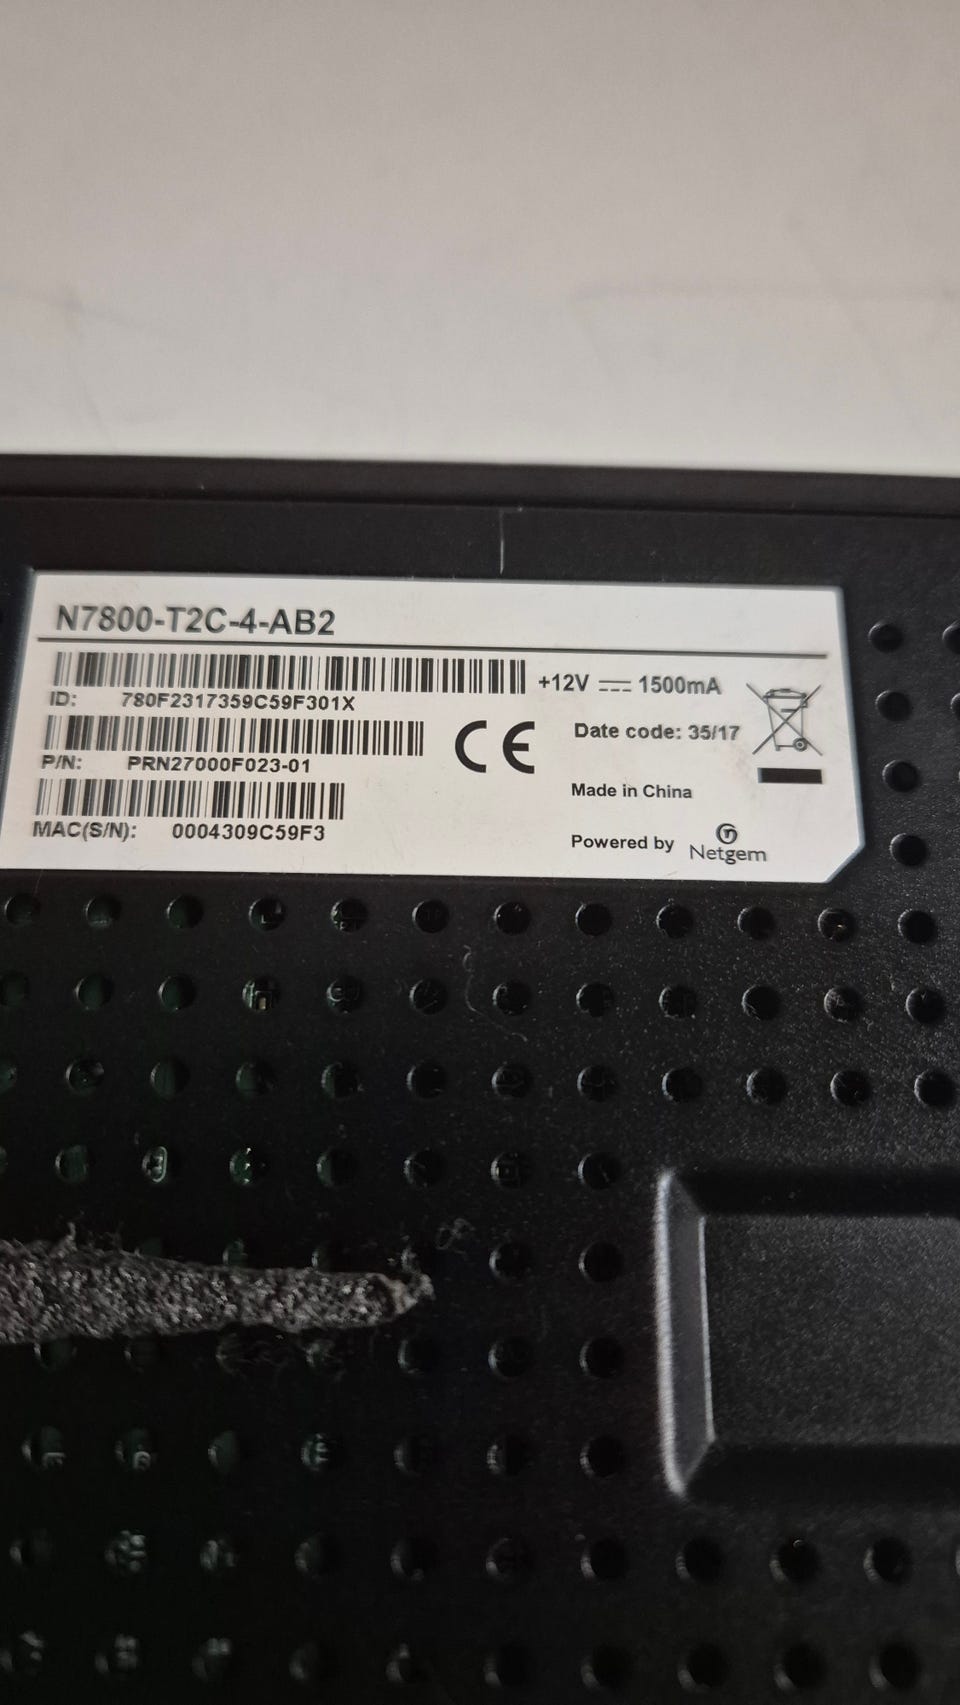 N7800-T2C-4-AB2
+12V ⎓ 1500mA
ID: 780F2317359C59F301X
Date code: 35/17
P/N: PRN27000F023-01
CE
Made in China
MAC(S/N): 0004309C59F3
Powered by Netgem